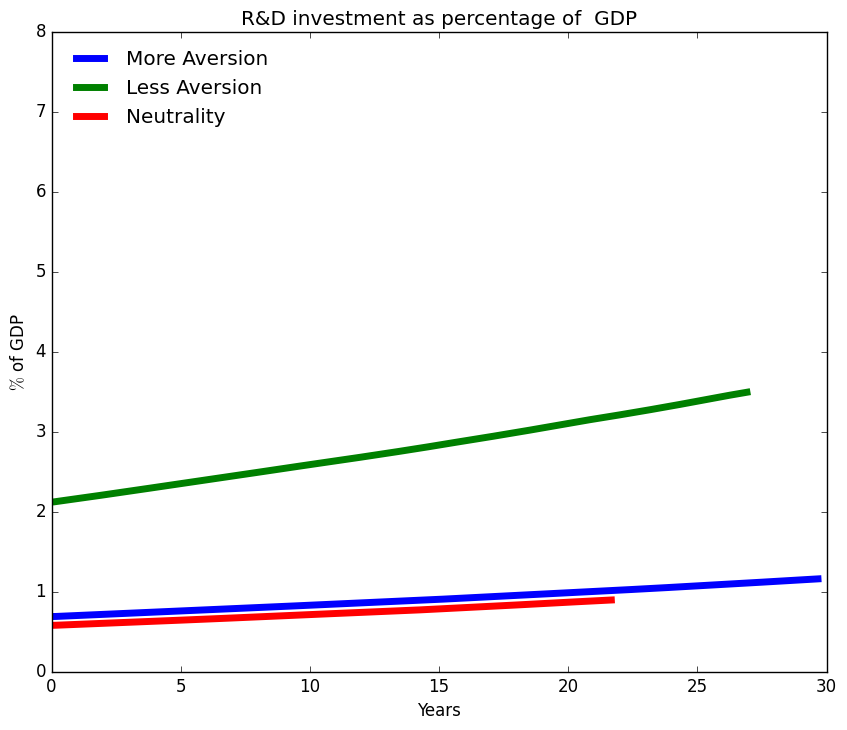 R&D investment as percentage of  GDP
8
More Aversion
Less Aversion
Neutrality
7
6
5
4
3
2
1
0
% of GDP
0 5 10 15 20 25 30
Years